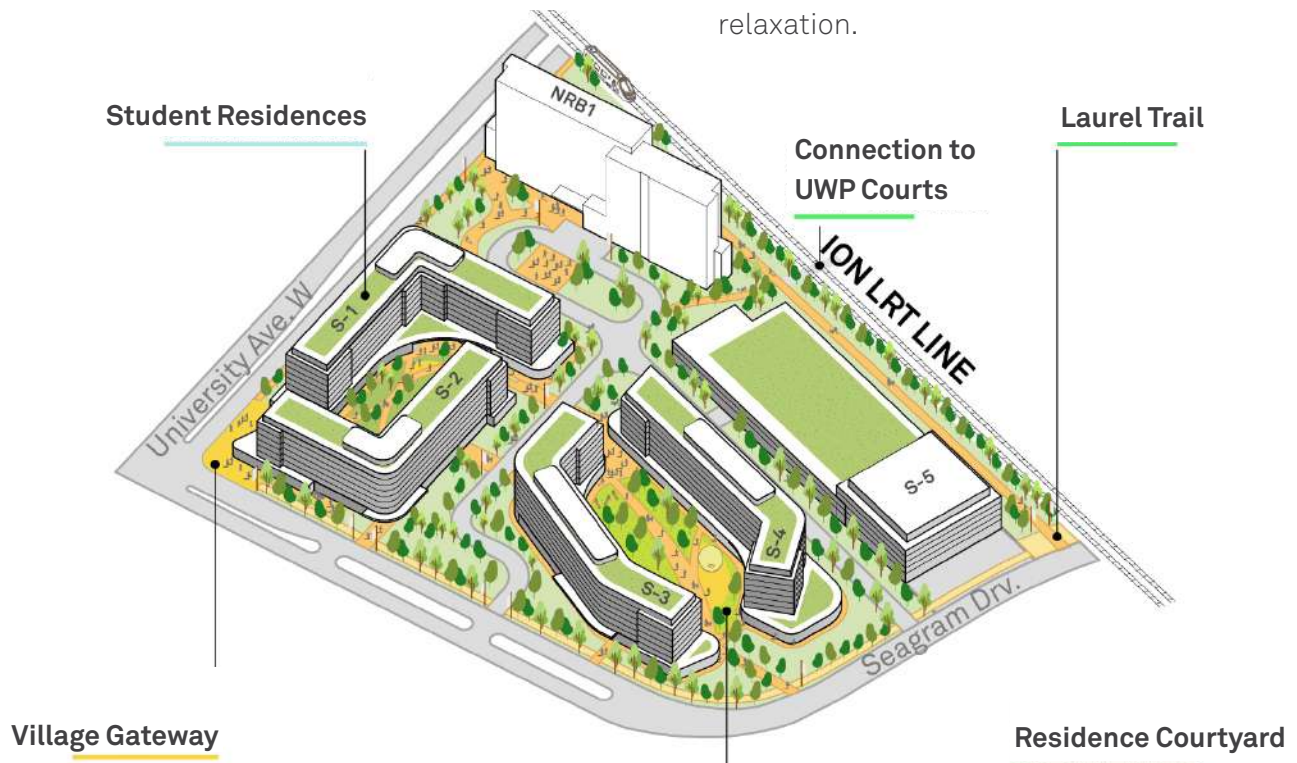 relaxation.
NRB1
Student Residences
Laurel Trail
Connection to
UWP Courts
ION LRT LINE
S-1
University Ave. W
S-2
S-5
S-4
S-3
Seagram Drv.
Village Gateway
Residence Courtyard